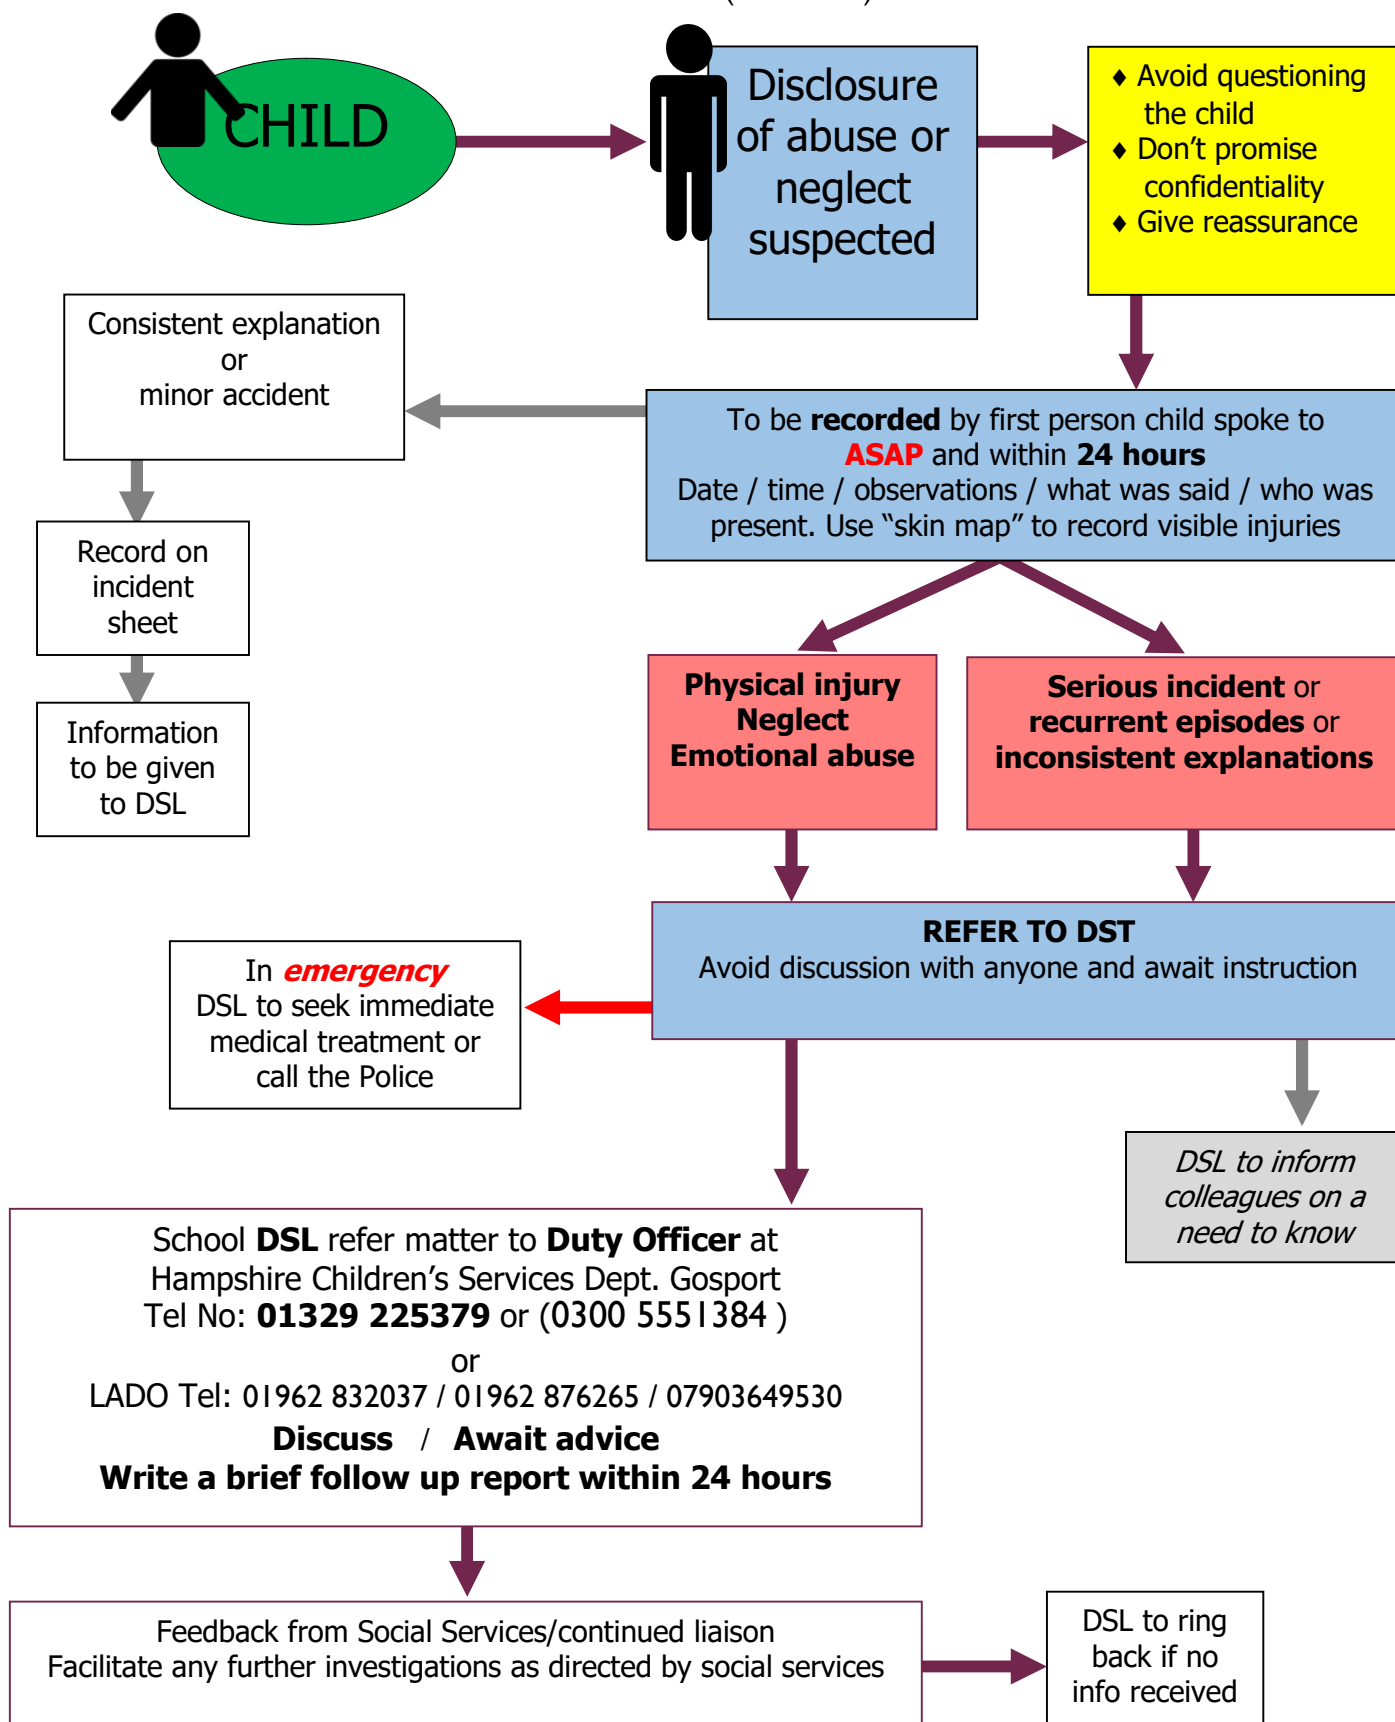 CHILD
Disclosure
of abuse or
neglect
suspected
♦ Avoid questioning
the child
♦ Don't promise
confidentiality
♦ Give reassurance
Consistent explanation
or
minor accident
To be recorded by first person child spoke to
ASAP and within 24 hours
Date / time / observations / what was said / who was
present. Use “skin map” to record visible injuries
Record on
incident
sheet
Information
to be given
to DSL
Physical injury
Neglect
Emotional abuse
Serious incident or
recurrent episodes or
inconsistent explanations
REFER TO DST
Avoid discussion with anyone and await instruction
In emergency
DSL to seek immediate
medical treatment or
call the Police
DSL to inform
colleagues on a
need to know
School DSL refer matter to Duty Officer at
Hampshire Children’s Services Dept. Gosport
Tel No: 01329 225379 or (0300 5551384 )
or
LADO Tel: 01962 832037 / 01962 876265 / 07903649530
Discuss / Await advice
Write a brief follow up report within 24 hours
Feedback from Social Services/continued liaison
Facilitate any further investigations as directed by social services
DSL to ring
back if no
info received